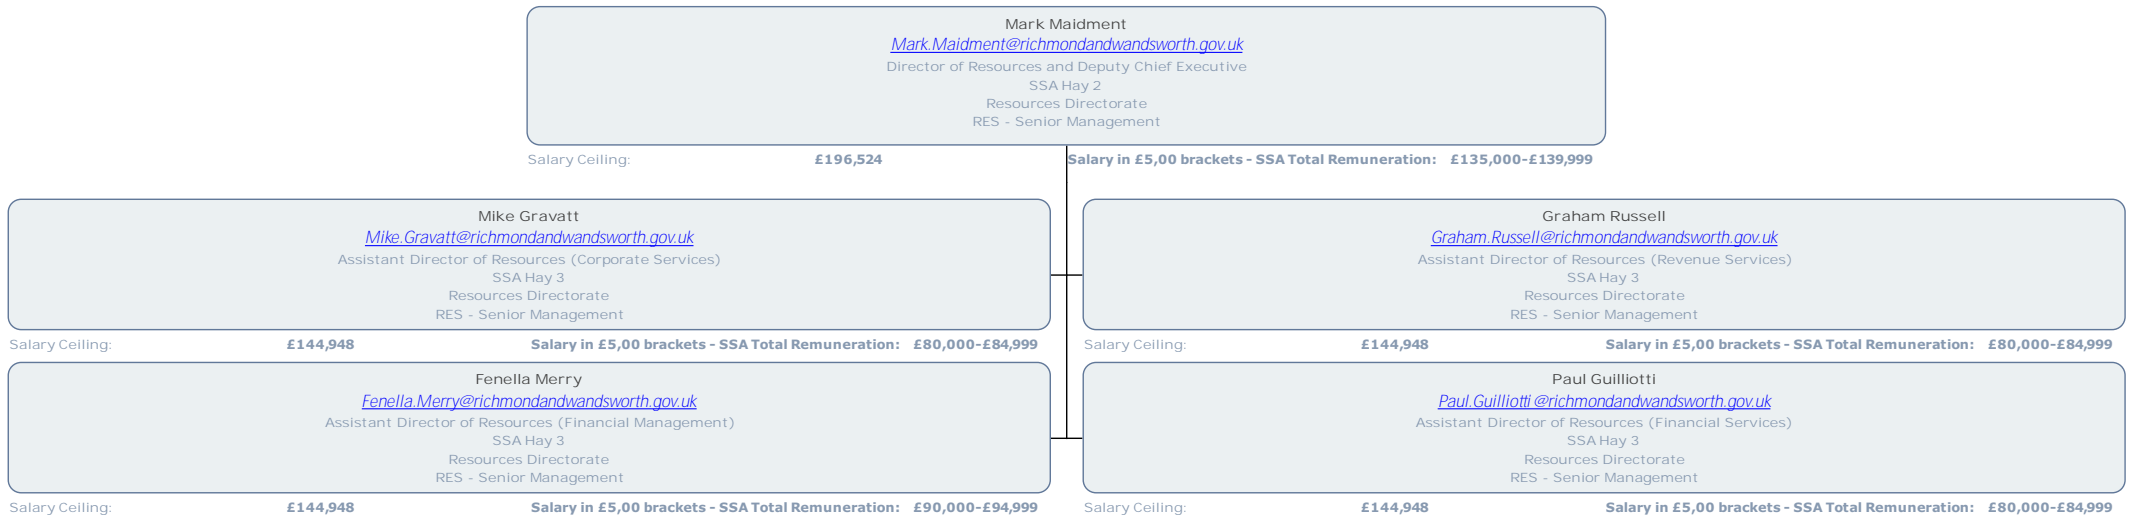 Mark Maidment
Mark.Maidment@richmondandwandsworth.gov.uk
Director of Resources and Deputy Chief Executive
SSA Hay 2
Resources Directorate
RES - Senior Management
Salary Ceiling: £196,524 Salary in £5,00 brackets - SSA Total Remuneration: £135,000-£139,999
Mike Gravatt
Mike.Gravatt@richmondandwandsworth.gov.uk
Assistant Director of Resources (Corporate Services)
SSA Hay 3
Resources Directorate
RES - Senior Management
Salary Ceiling: £144,948 Salary in £5,00 brackets - SSA Total Remuneration: £80,000-£84,999
Graham Russell
Graham.Russell@richmondandwandsworth.gov.uk
Assistant Director of Resources (Revenue Services)
SSA Hay 3
Resources Directorate
RES - Senior Management
Salary Ceiling: £144,948 Salary in £5,00 brackets - SSA Total Remuneration: £80,000-£84,999
Fenella Merry
Fenella.Merry@richmondandwandsworth.gov.uk
Assistant Director of Resources (Financial Management)
SSA Hay 3
Resources Directorate
RES - Senior Management
Salary Ceiling: £144,948 Salary in £5,00 brackets - SSA Total Remuneration: £90,000-£94,999
Paul Guilliotti
Paul.Guilliotti@richmondandwandsworth.gov.uk
Assistant Director of Resources (Financial Services)
SSA Hay 3
Resources Directorate
RES - Senior Management
Salary Ceiling: £144,948 Salary in £5,00 brackets - SSA Total Remuneration: £80,000-£84,999